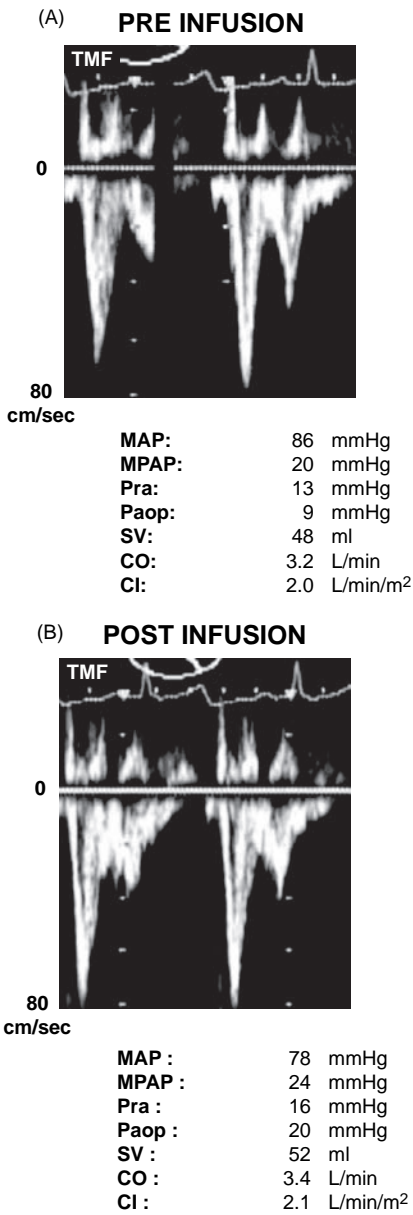 (A) PRE INFUSION
TMF
0
80
cm/sec
MAP: 86 mmHg
MPAP: 20 mmHg
Pra: 13 mmHg
Paop: 9 mmHg
SV: 48 ml
CO: 3.2 L/min
CI: 2.0 L/min/m²
(B) POST INFUSION
TMF
0
80
cm/sec
MAP : 78 mmHg
MPAP : 24 mmHg
Pra : 16 mmHg
Paop : 20 mmHg
SV : 52 ml
CO : 3.4 L/min
CI : 2.1 L/min/m²